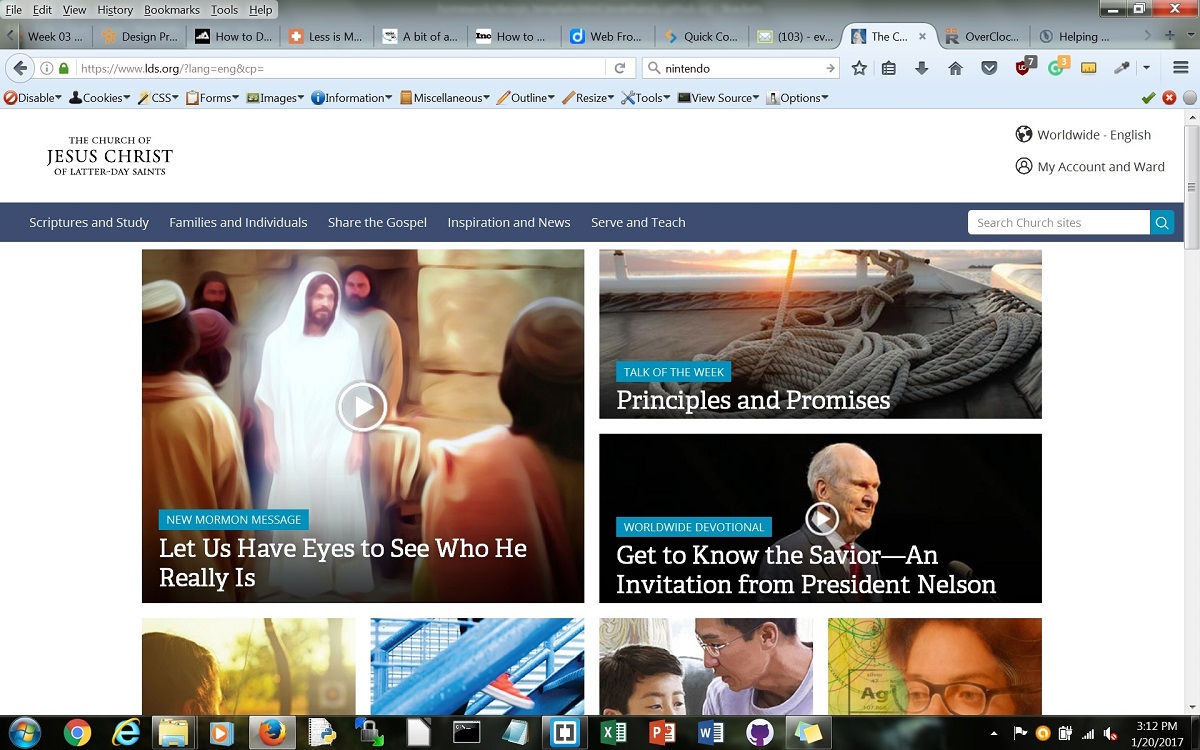 File Edit View History Bookmarks Tools Help
Week 03 ... Design Pr... How to D... Less is M... A bit of a... Inc How to ... Web Fro... Quick Co... (103) - ev... The C... OverCloc... Helping ...
https://www.lds.org/?lang=eng&cp= nintendo 7 3
Disable Cookies CSS Forms Images Information Miscellaneous Outline Resize Tools View Source Options
THE CHURCH OF
JESUS CHRIST
OF LATTER-DAY SAINTS
Worldwide - English
My Account and Ward
Scriptures and Study Families and Individuals Share the Gospel Inspiration and News Serve and Teach Search Church sites
NEW MORMON MESSAGE
Let Us Have Eyes to See Who He
Really Is
TALK OF THE WEEK
Principles and Promises
WORLDWIDE DEVOTIONAL
Get to Know the Savior—An
Invitation from President Nelson
silver
47
Ag
3:12 PM
1/20/2017